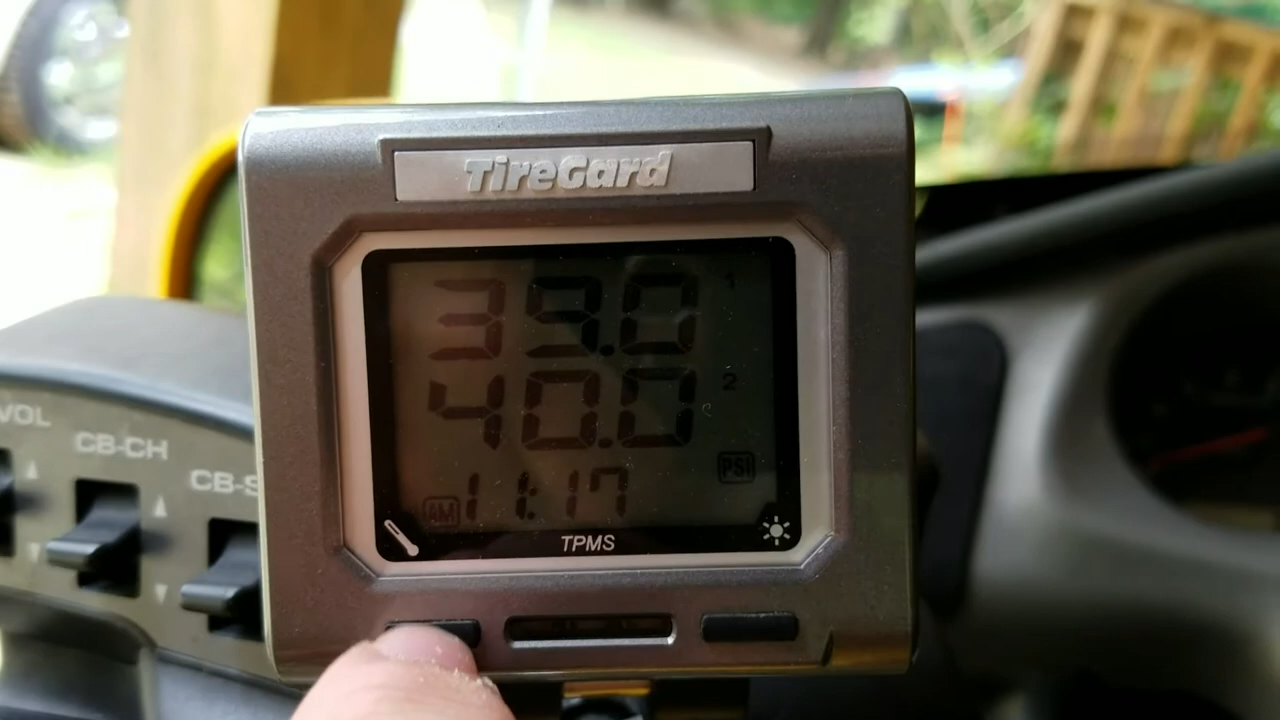 TireGard
39.0 1
40.0 2
PSI
AM 11:17
TPMS
VOL
CB-CH
CB-S